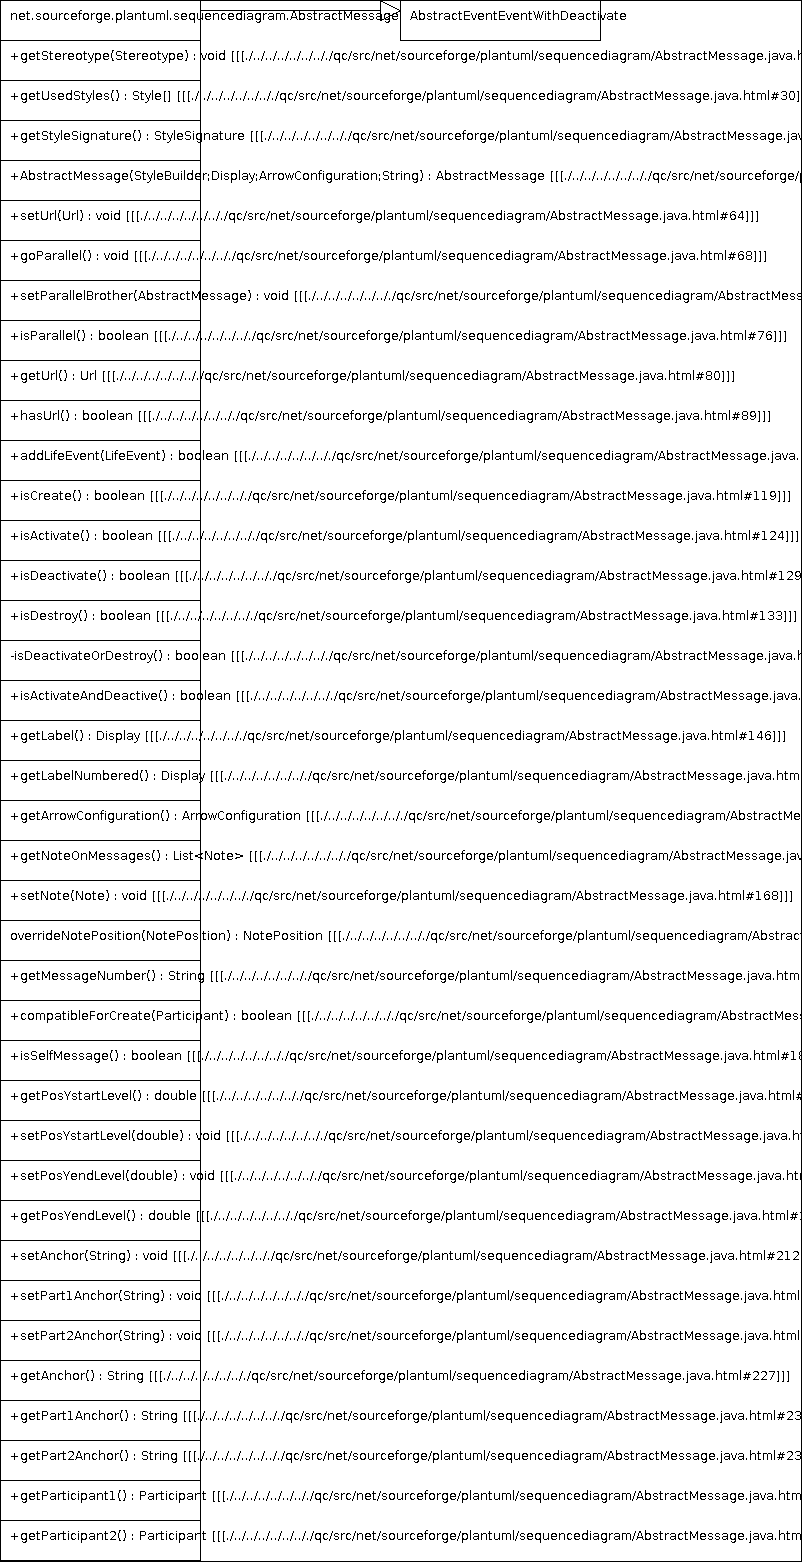 net.sourceforge.plantuml.sequencediagram.AbstractMessage AbstractEventEventWithDeactivate
+getStereotype(Stereotype) : void [[[./../../../../../../qc/src/net/sourceforge/plantuml/sequencediagram/AbstractMessage.java.h
+getUsedStyles() : Style[] [[[./../../../../../../qc/src/net/sourceforge/plantuml/sequencediagram/AbstractMessage.java.html#30]
+getStyleSignature() : StyleSignature [[[./../../../../../../qc/src/net/sourceforge/plantuml/sequencediagram/AbstractMessage.jav
+AbstractMessage(StyleBuilder;Display;ArrowConfiguration;String) : AbstractMessage [[[./../../../../../../qc/src/net/sourceforge/p
+setUrl(Url) : void [[[./../../../../../../qc/src/net/sourceforge/plantuml/sequencediagram/AbstractMessage.java.html#64]]]
+goParallel() : void [[[./../../../../../../qc/src/net/sourceforge/plantuml/sequencediagram/AbstractMessage.java.html#68]]]
+setParallelBrother(AbstractMessage) : void [[[./../../../../../../qc/src/net/sourceforge/plantuml/sequencediagram/AbstractMess
+isParallel() : boolean [[[./../../../../../../qc/src/net/sourceforge/plantuml/sequencediagram/AbstractMessage.java.html#76]]]
+getUrl() : Url [[[./../../../../../../qc/src/net/sourceforge/plantuml/sequencediagram/AbstractMessage.java.html#80]]]
+hasUrl() : boolean [[[./../../../../../../qc/src/net/sourceforge/plantuml/sequencediagram/AbstractMessage.java.html#89]]]
+addLifeEvent(LifeEvent) : boolean [[[./../../../../../../qc/src/net/sourceforge/plantuml/sequencediagram/AbstractMessage.java.
+isCreate() : boolean [[[./../../../../../../qc/src/net/sourceforge/plantuml/sequencediagram/AbstractMessage.java.html#119]]]
+isActivate() : boolean [[[./../../../../../../qc/src/net/sourceforge/plantuml/sequencediagram/AbstractMessage.java.html#124]]]
+isDeactivate() : boolean [[[./../../../../../../qc/src/net/sourceforge/plantuml/sequencediagram/AbstractMessage.java.html#129
+isDestroy() : boolean [[[./../../../../../../qc/src/net/sourceforge/plantuml/sequencediagram/AbstractMessage.java.html#133]]]
-isDeactivateOrDestroy() : boolean [[[./../../../../../../qc/src/net/sourceforge/plantuml/sequencediagram/AbstractMessage.java.h
+isActivateAndDeactive() : boolean [[[./../../../../../../qc/src/net/sourceforge/plantuml/sequencediagram/AbstractMessage.java.
+getLabel() : Display [[[./../../../../../../qc/src/net/sourceforge/plantuml/sequencediagram/AbstractMessage.java.html#146]]]
+getLabelNumbered() : Display [[[./../../../../../../qc/src/net/sourceforge/plantuml/sequencediagram/AbstractMessage.java.htm
+getArrowConfiguration() : ArrowConfiguration [[[./../../../../../../qc/src/net/sourceforge/plantuml/sequencediagram/AbstractMe
+getNoteOnMessages() : List<Note> [[[./../../../../../../qc/src/net/sourceforge/plantuml/sequencediagram/AbstractMessage.jav
+setNote(Note) : void [[[./../../../../../../qc/src/net/sourceforge/plantuml/sequencediagram/AbstractMessage.java.html#168]]]
overrideNotePosition(NotePosition) : NotePosition [[[./../../../../../../qc/src/net/sourceforge/plantuml/sequencediagram/Abstract
+getMessageNumber() : String [[[./../../../../../../qc/src/net/sourceforge/plantuml/sequencediagram/AbstractMessage.java.htm
+compatibleForCreate(Participant) : boolean [[[./../../../../../../qc/src/net/sourceforge/plantuml/sequencediagram/AbstractMess
+isSelfMessage() : boolean [[[./../../../../../../qc/src/net/sourceforge/plantuml/sequencediagram/AbstractMessage.java.html#18
+getPosYstartLevel() : double [[[./../../../../../../qc/src/net/sourceforge/plantuml/sequencediagram/AbstractMessage.java.html#
+setPosYstartLevel(double) : void [[[./../../../../../../qc/src/net/sourceforge/plantuml/sequencediagram/AbstractMessage.java.ht
+setPosYendLevel(double) : void [[[./../../../../../../qc/src/net/sourceforge/plantuml/sequencediagram/AbstractMessage.java.htm
+getPosYendLevel() : double [[[./../../../../../../qc/src/net/sourceforge/plantuml/sequencediagram/AbstractMessage.java.html#
+setAnchor(String) : void [[[./../../../../../../qc/src/net/sourceforge/plantuml/sequencediagram/AbstractMessage.java.html#212
+setPart1Anchor(String) : void [[[./../../../../../../qc/src/net/sourceforge/plantuml/sequencediagram/AbstractMessage.java.html
+setPart2Anchor(String) : void [[[./../../../../../../qc/src/net/sourceforge/plantuml/sequencediagram/AbstractMessage.java.html
+getAnchor() : String [[[./../../../../../../qc/src/net/sourceforge/plantuml/sequencediagram/AbstractMessage.java.html#227]]]
+getPart1Anchor() : String [[[./../../../../../../qc/src/net/sourceforge/plantuml/sequencediagram/AbstractMessage.java.html#23
+getPart2Anchor() : String [[[./../../../../../../qc/src/net/sourceforge/plantuml/sequencediagram/AbstractMessage.java.html#23
+getParticipant1() : Participant [[[./../../../../../../qc/src/net/sourceforge/plantuml/sequencediagram/AbstractMessage.java.htm
+getParticipant2() : Participant [[[./../../../../../../qc/src/net/sourceforge/plantuml/sequencediagram/AbstractMessage.java.htm